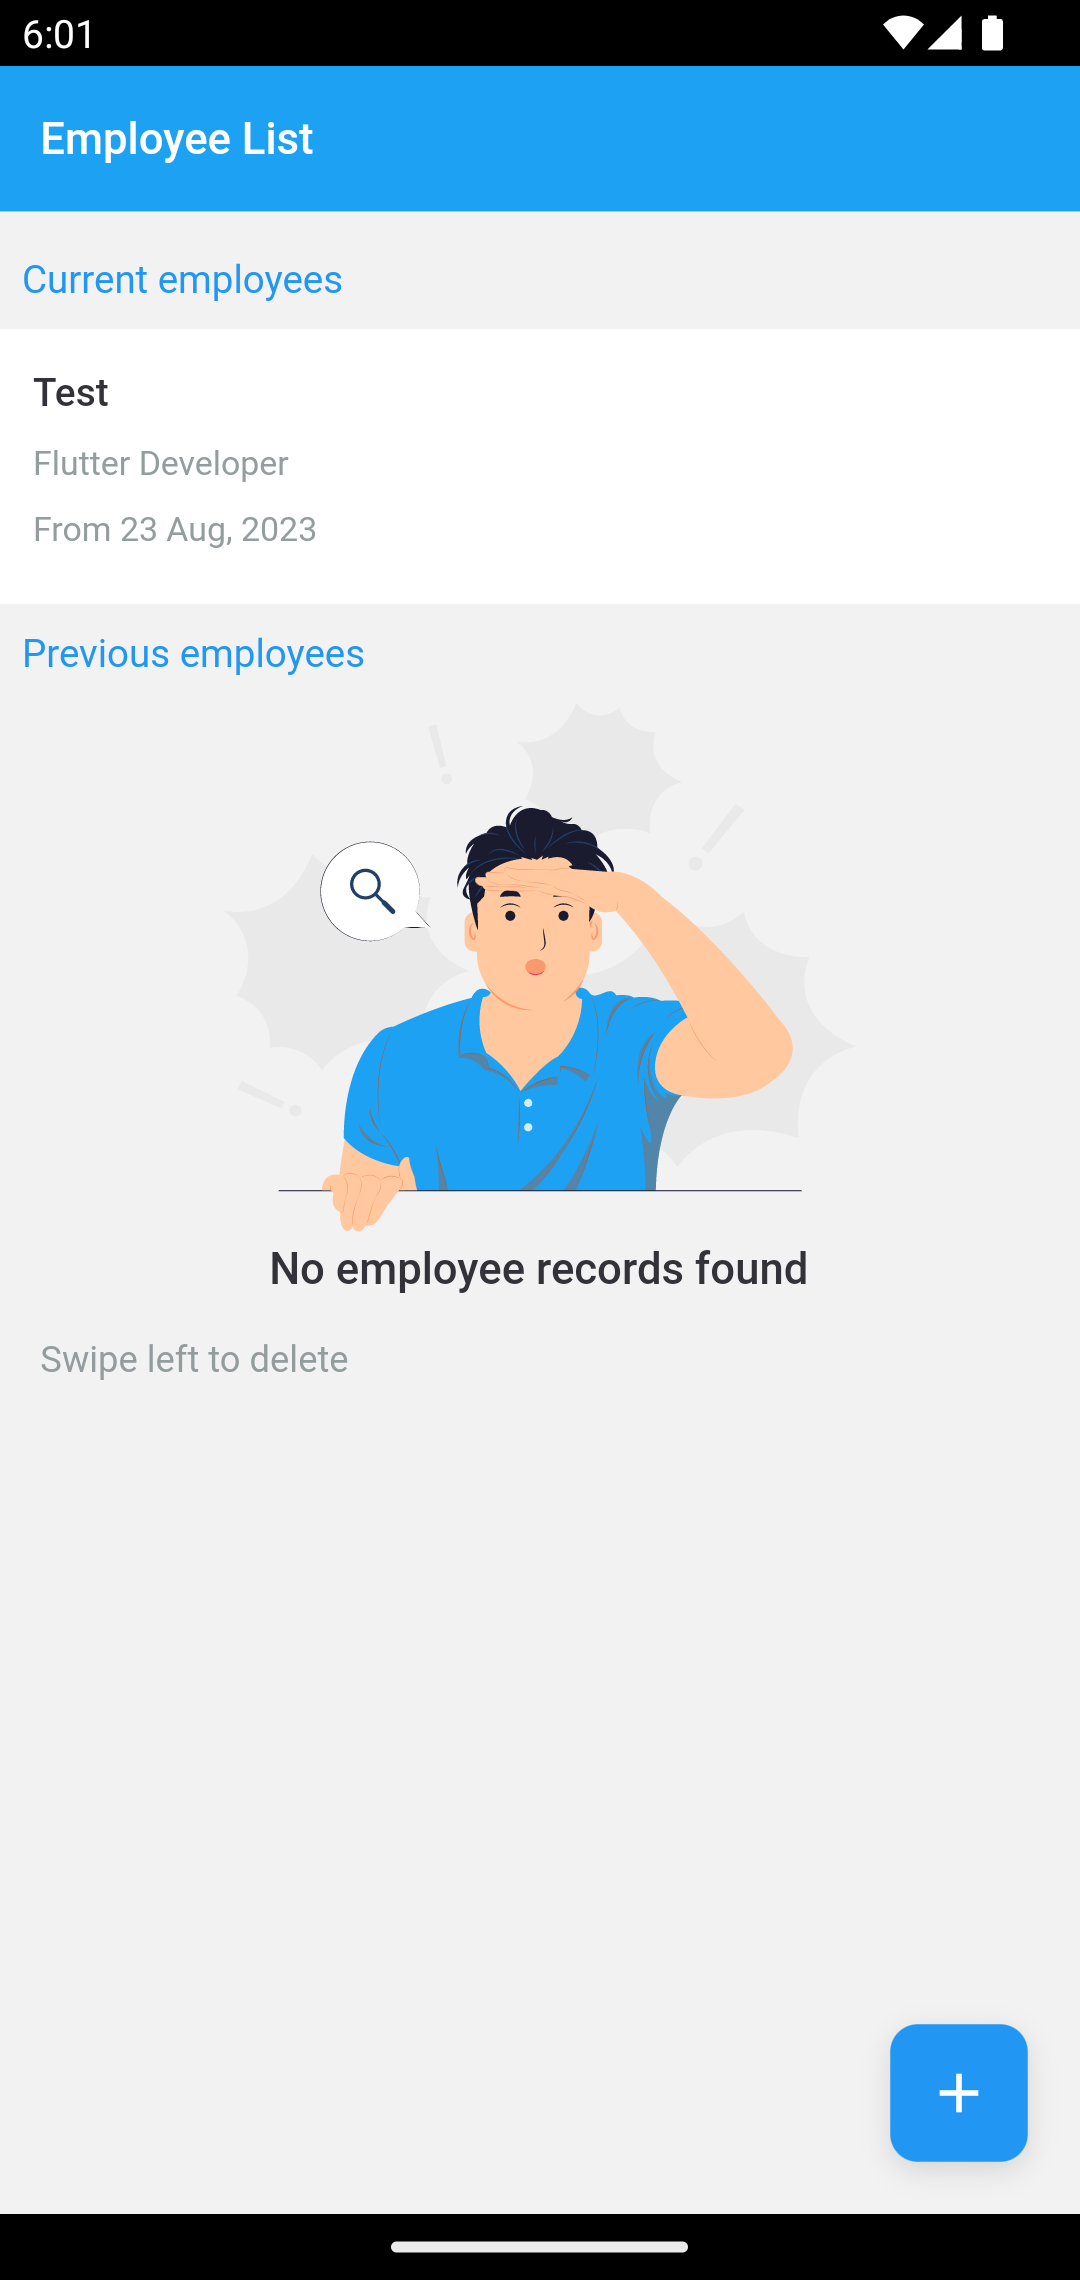 6:01
Employee List
Current employees
Test
Flutter Developer
From 23 Aug, 2023
Previous employees
No employee records found
Swipe left to delete